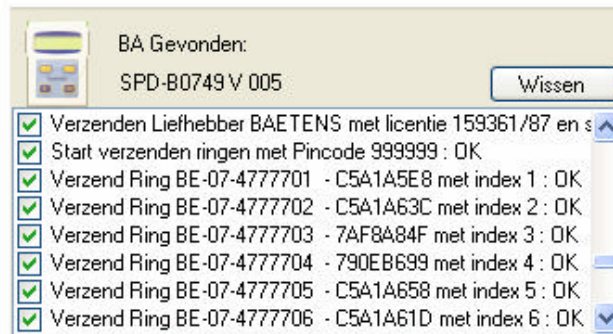 BA Gevonden:
SPD-B0749 V 005
Wissen
Verzenden Liefhebber BAETENS met licentie 159361/87 en s
Start verzenden ringen met Pincode 999999 : OK
Verzend Ring BE-07-4777701 - C5A1A5E8 met index 1 : OK
Verzend Ring BE-07-4777702 - C5A1A63C met index 2 : OK
Verzend Ring BE-07-4777703 - 7AF8A84F met index 3 : OK
Verzend Ring BE-07-4777704 - 790EB699 met index 4 : OK
Verzend Ring BE-07-4777705 - C5A1A658 met index 5 : OK
Verzend Ring BE-07-4777706 - C5A1A61D met index 6 : OK